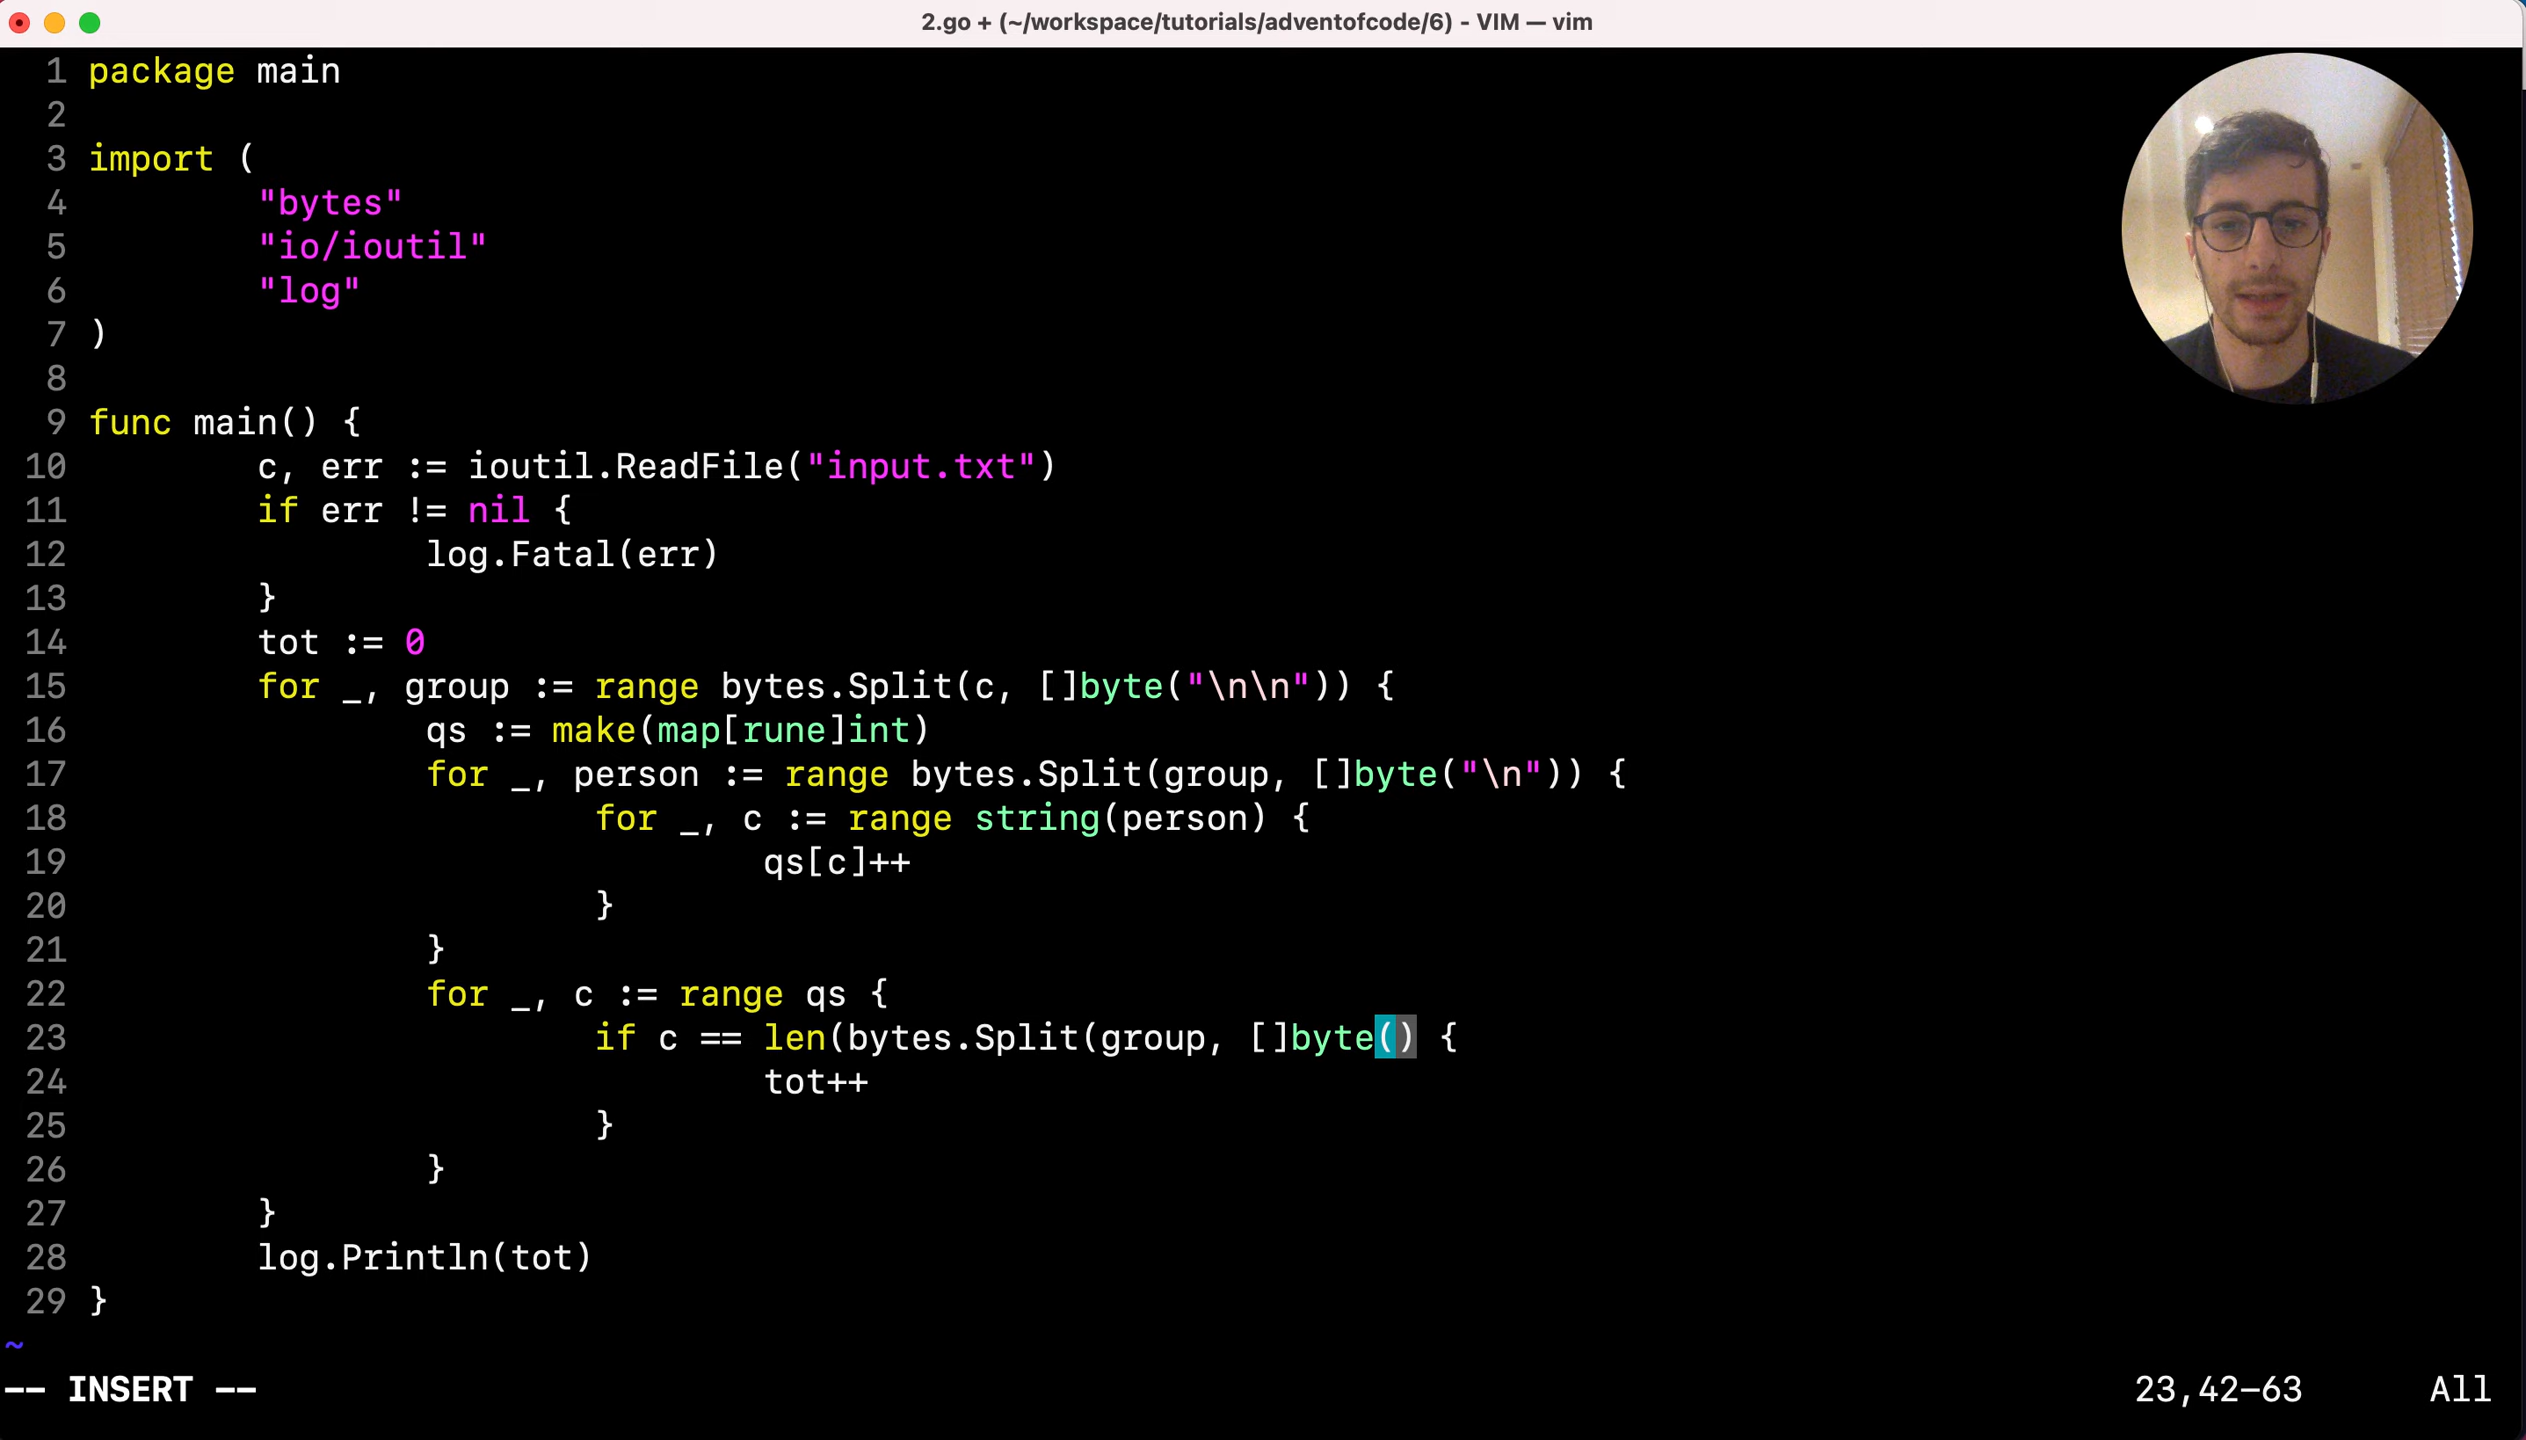 2.go + (~/workspace/tutorials/adventofcode/6) - VIM — vim
1 package main
2
3 import (
4         "bytes"
5         "io/ioutil"
6         "log"
7 )
8
9 func main() {
10         c, err := ioutil.ReadFile("input.txt")
11         if err != nil {
12                 log.Fatal(err)
13         }
14         tot := 0
15         for _, group := range bytes.Split(c, []byte("\n\n")) {
16                 qs := make(map[rune]int)
17                 for _, person := range bytes.Split(group, []byte("\n")) {
18                         for _, c := range string(person) {
19                                 qs[c]++
20                         }
21                 }
22                 for _, c := range qs {
23                         if c == len(bytes.Split(group, []byte() {
24                                 tot++
25                         }
26                 }
27         }
28         log.Println(tot)
29 }
~
-- INSERT -- 23,42-63 All